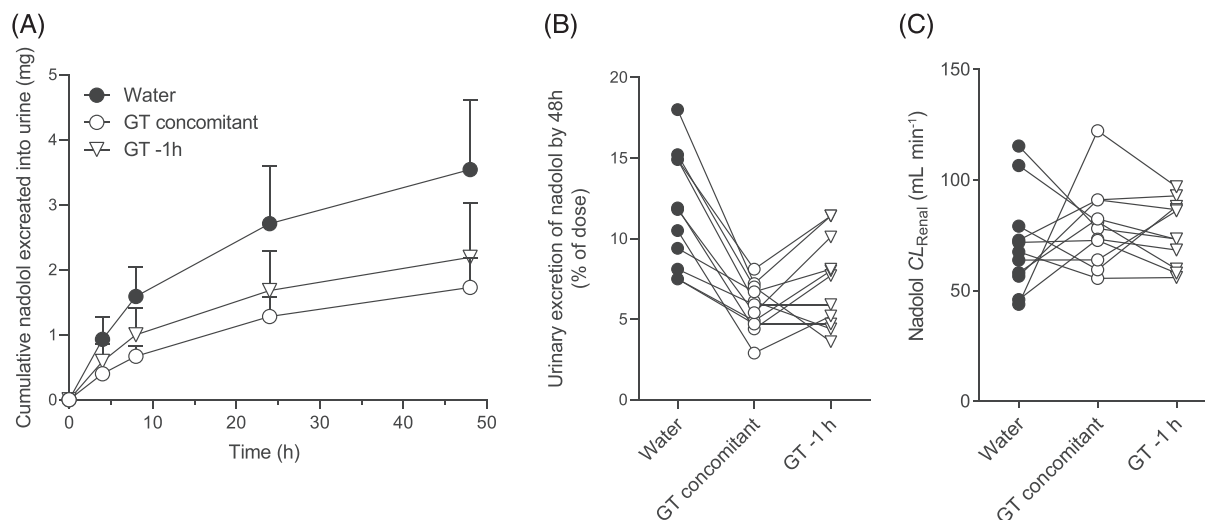 (A)
Cumulative nadolol excreated into urine (mg)
5
4
3
2
1
0
Water
GT concomitant
GT -1h
0
10
20
30
40
50
Time (h)
(B)
Urinary excretion of nadolol by 48h
(% of dose)
20
15
10
5
0
Water
GT concomitant
GT -1 h
(C)
Nadolol CLRenal (mL min-1)
150
100
50
0
Water
GT concomitant
GT -1 h